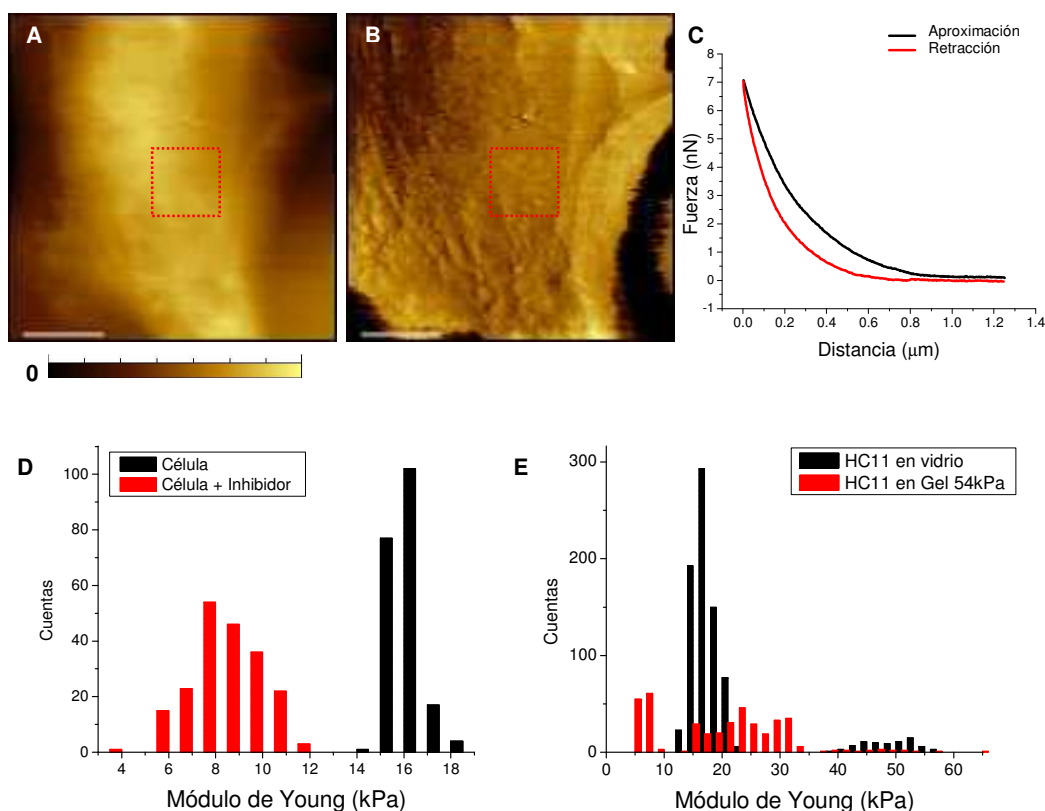 A
B
C
Aproximación
Retracción
Fuerza (nN)
8
7
6
5
4
3
2
1
0
-1
0.0 0.2 0.4 0.6 0.8 1.0 1.2 1.4
Distancia (μm)
0
D
Célula
Célula + Inhibidor
Cuentas
100
80
60
40
20
0
4 6 8 10 12 14 16 18
Módulo de Young (kPa)
E
HC11 en vidrio
HC11 en Gel 54kPa
Cuentas
300
200
100
0
0 10 20 30 40 50 60
Módulo de Young (kPa)